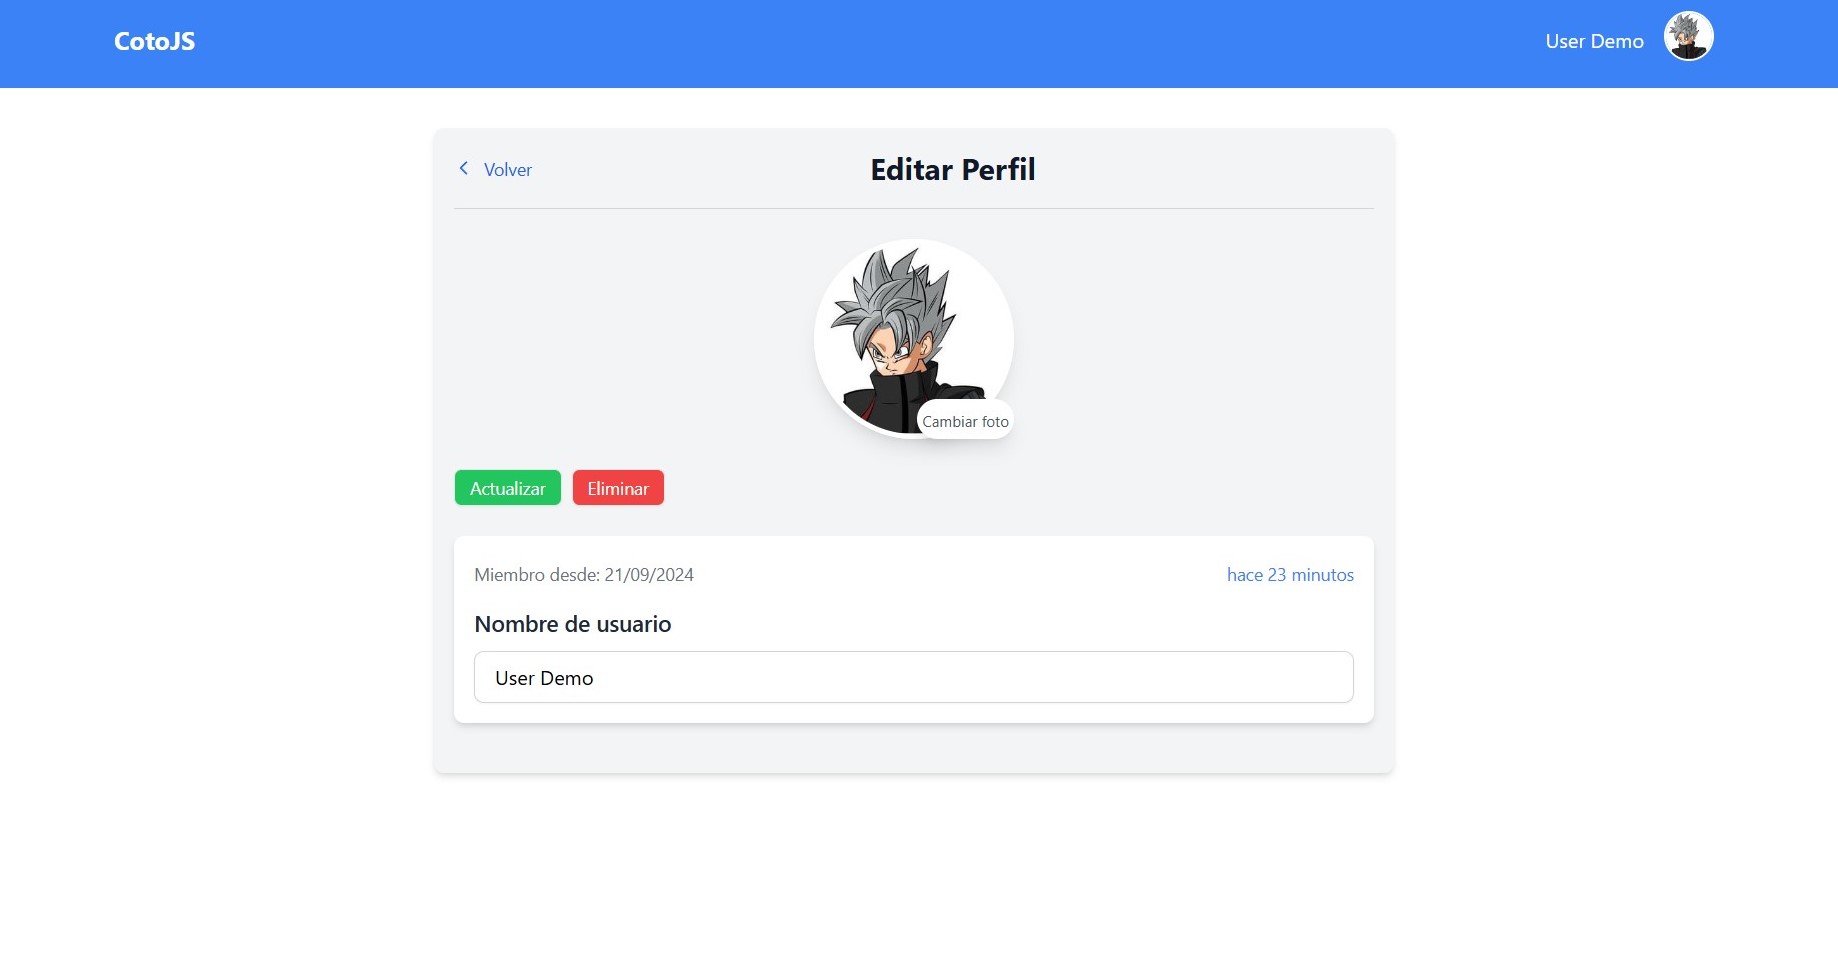 CotoJS
User Demo
Volver
Editar Perfil
Cambiar foto
Actualizar
Eliminar
Miembro desde: 21/09/2024
hace 23 minutos
Nombre de usuario
User Demo